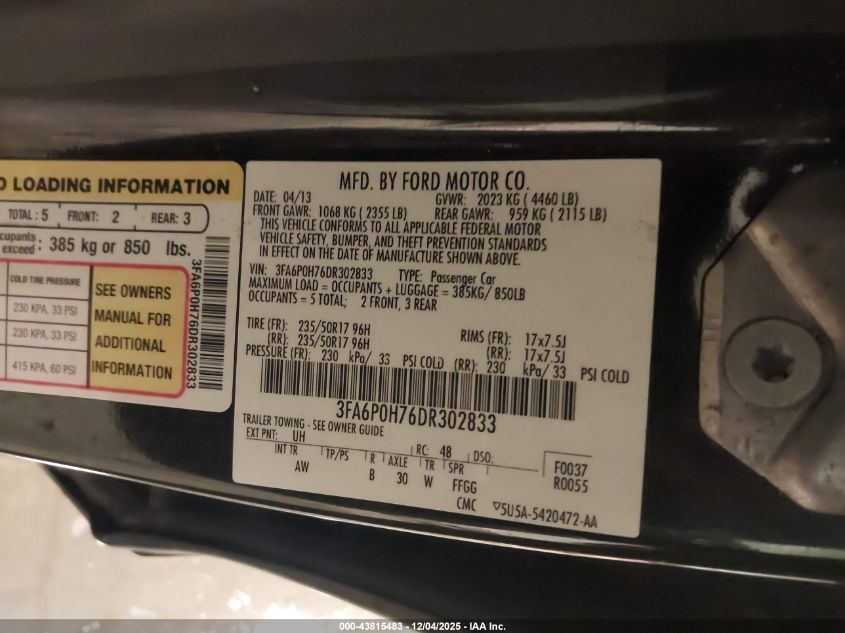 D LOADING INFORMATION
TOTAL: 5 FRONT: 2 REAR: 3
exceed: 385 kg or 850 lbs.
COLD TIRE PRESSURE
230 KPA, 33 PSI
230 KPA, 33 PSI
415 KPA, 60 PSI
SEE OWNERS
MANUAL FOR
ADDITIONAL
INFORMATION
3FA6P0H76DR302833
MFD. BY FORD MOTOR CO.
DATE: 04/13 GVWR: 2023 KG ( 4460 LB)
FRONT GAWR: 1068 KG ( 2355 LB) REAR GAWR: 959 KG ( 2115 LB)
THIS VEHICLE CONFORMS TO ALL APPLICABLE FEDERAL MOTOR
VEHICLE SAFETY, BUMPER, AND THEFT PREVENTION STANDARDS
IN EFFECT ON THE DATE OF MANUFACTURE SHOWN ABOVE.
VIN: 3FA6P0H76DR302833 TYPE: Passenger Car
MAXIMUM LOAD = OCCUPANTS + LUGGAGE = 385KG/ 850LB
OCCUPANTS = 5 TOTAL; 2 FRONT, 3 REAR
TIRE (FR): 235/50R17 96H RIMS (FR): 17x7.5J
(RR): 235/50R17 96H (RR): 17x7.5J
PRESSURE (FR): 230 kPa/ 33 PSI COLD (RR): 230 kPa/ 33 PSI COLD
3FA6P0H76DR302833
TRAILER TOWING - SEE OWNER GUIDE
EXT PNT: UH RC: 48 DSO:
INT TR TP/PS R AXLE TR SPR F0037
AW B 30 W FFGG R0055
CMC 5U5A-5420472-AA
000-43815483 - 12/04/2025 - IAA Inc.